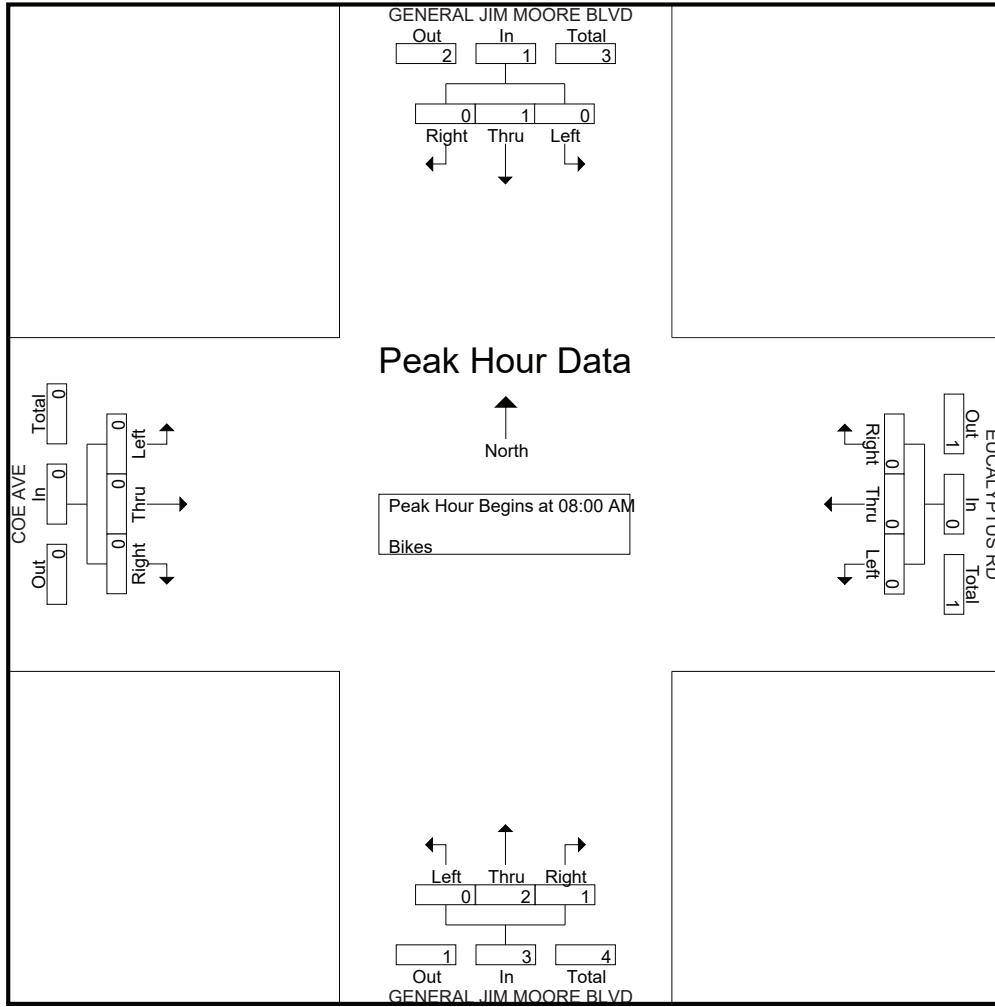 GENERAL JIM MOORE BLVD
Out In Total
2 1 3
0 1 0
Right Thru Left
Peak Hour Data
North
Peak Hour Begins at 08:00 AM
Bikes
COE AVE
Out In Total
0 0 0
0 0 0
Right Thru Left
EUCALYPTUS RD
Out In Total
1 0 1
0 0 0
Right Thru Left
Left Thru Right
0 2 1
1 3 4
Out In Total
GENERAL JIM MOORE BLVD